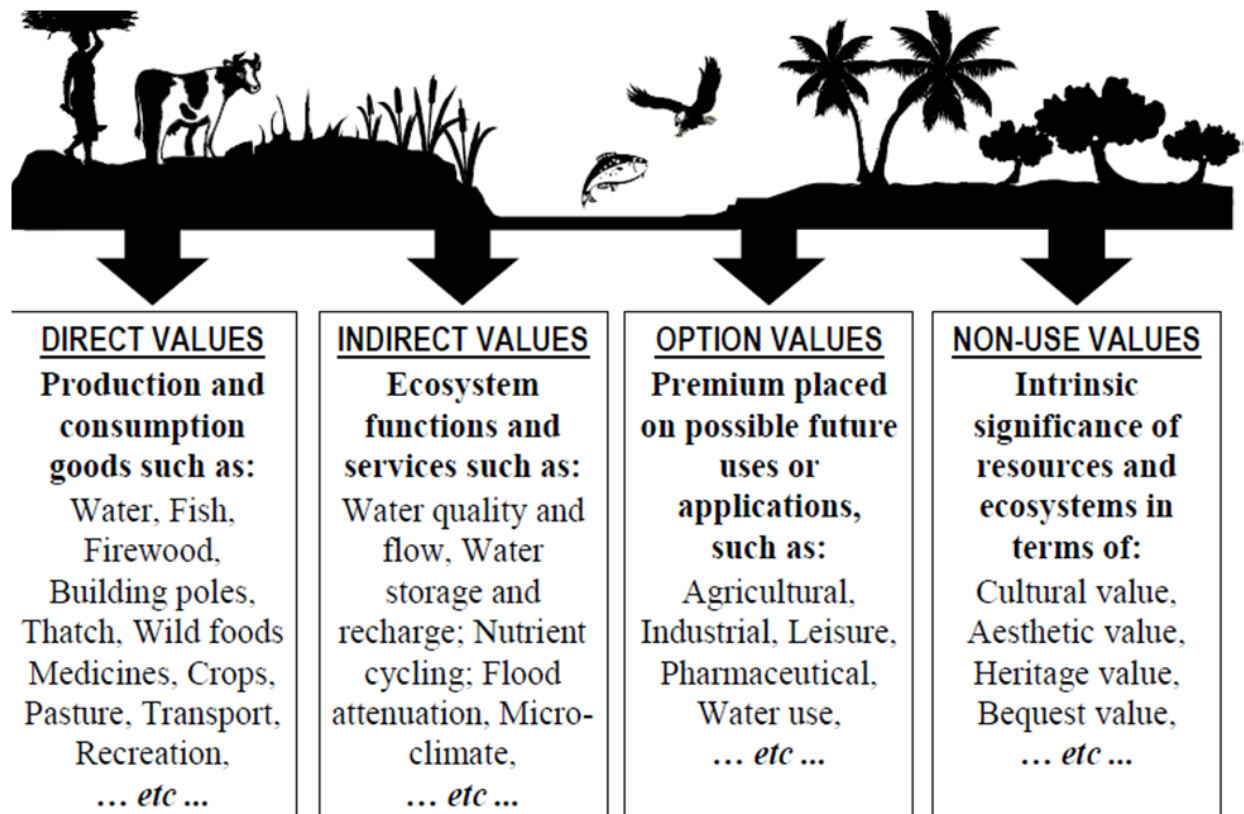 DIRECT VALUES
Production and
consumption
goods such as:
Water, Fish,
Firewood,
Building poles,
Thatch, Wild foods
Medicines, Crops,
Pasture, Transport,
Recreation,
... etc ...
INDIRECT VALUES
Ecosystem
functions and
services such as:
Water quality and
flow, Water
storage and
recharge; Nutrient
cycling; Flood
attenuation, Micro-
climate,
... etc ...
OPTION VALUES
Premium placed
on possible future
uses or
applications,
such as:
Agricultural,
Industrial, Leisure,
Pharmaceutical,
Water use,
... etc ...
NON-USE VALUES
Intrinsic
significance of
resources and
ecosystems in
terms of:
Cultural value,
Aesthetic value,
Heritage value,
Bequest value,
... etc ...